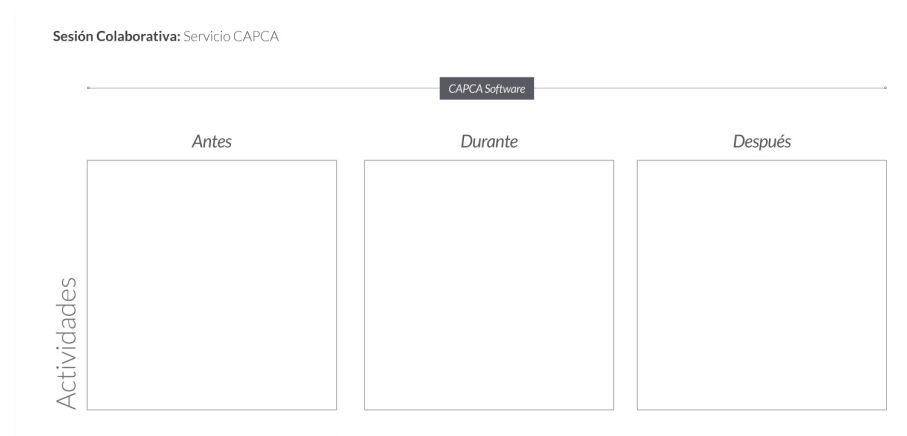 Sesión Colaborativa: Servicio CAPCA
CAPCA Software
Antes
Durante
Después
Actividades